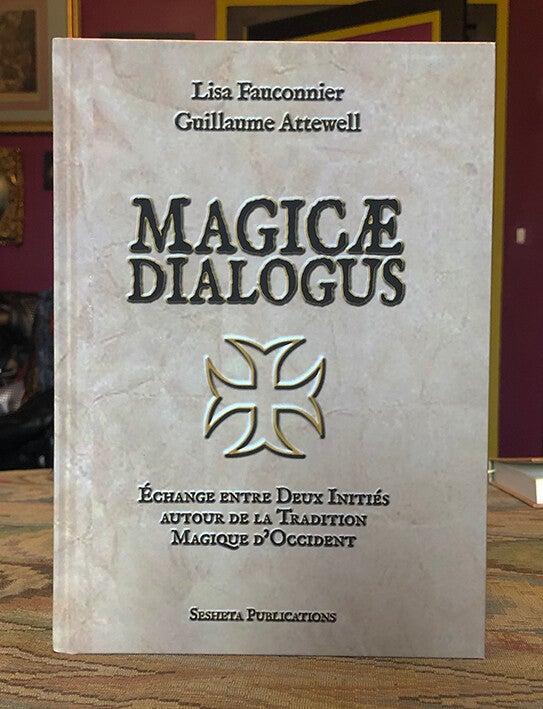 Lisa Fauconnier
Guillaume Attewell
MAGICÆ
DIALOGUS
Échange entre Deux Initiés
autour de la Tradition
Magique d'Occident
Sesheta Publications